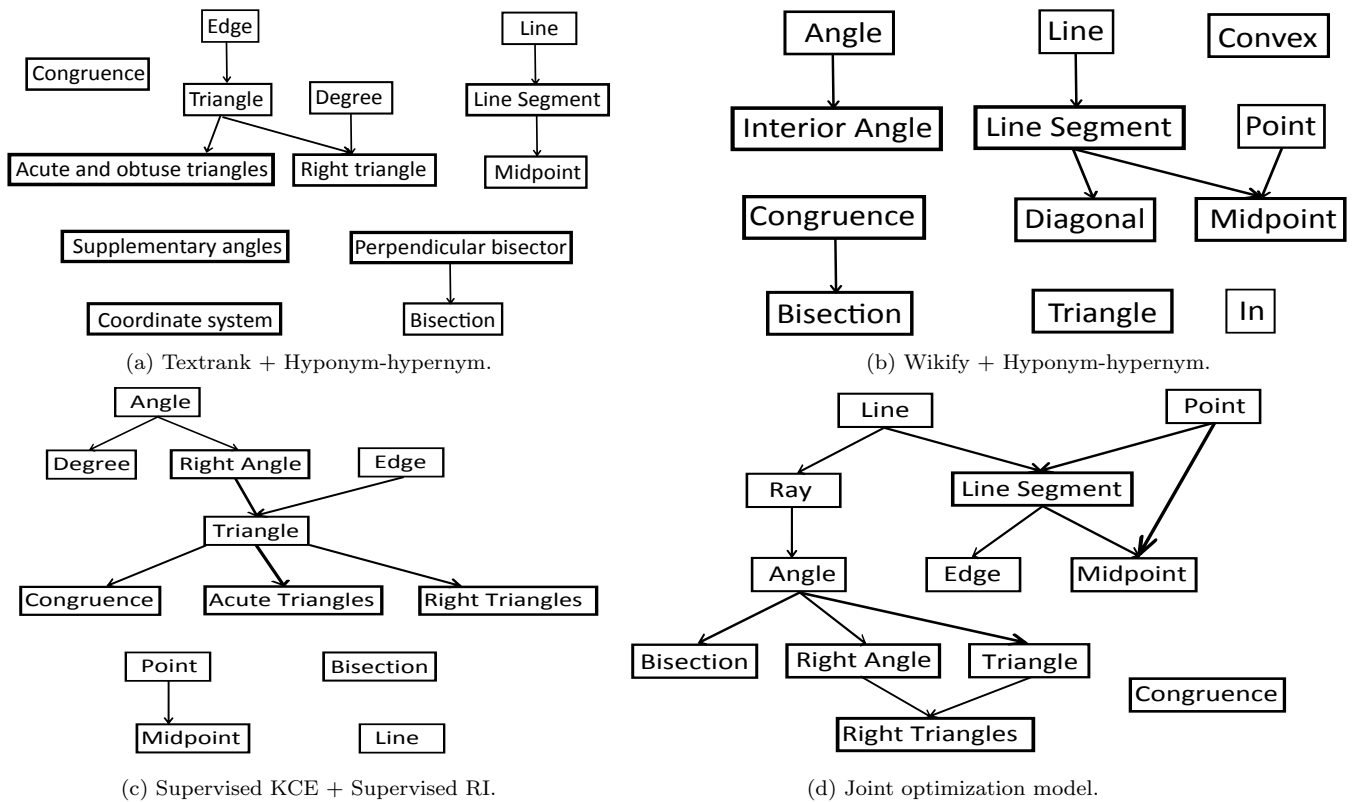 Edge
Line
Congruence
Triangle
Degree
Line Segment
Acute and obtuse triangles
Right triangle
Midpoint
Supplementary angles
Perpendicular bisector
Coordinate system
Bisection
(a) Textrank + Hyponym-hypernym.
Angle
Line
Convex
Interior Angle
Line Segment
Point
Congruence
Diagonal
Midpoint
Bisection
Triangle
In
(b) Wikify + Hyponym-hypernym.
Angle
Degree
Right Angle
Edge
Triangle
Congruence
Acute Triangles
Right Triangles
Point
Bisection
Midpoint
Line
(c) Supervised KCE + Supervised RI.
Line
Point
Ray
Line Segment
Angle
Edge
Midpoint
Bisection
Right Angle
Triangle
Congruence
Right Triangles
(d) Joint optimization model.